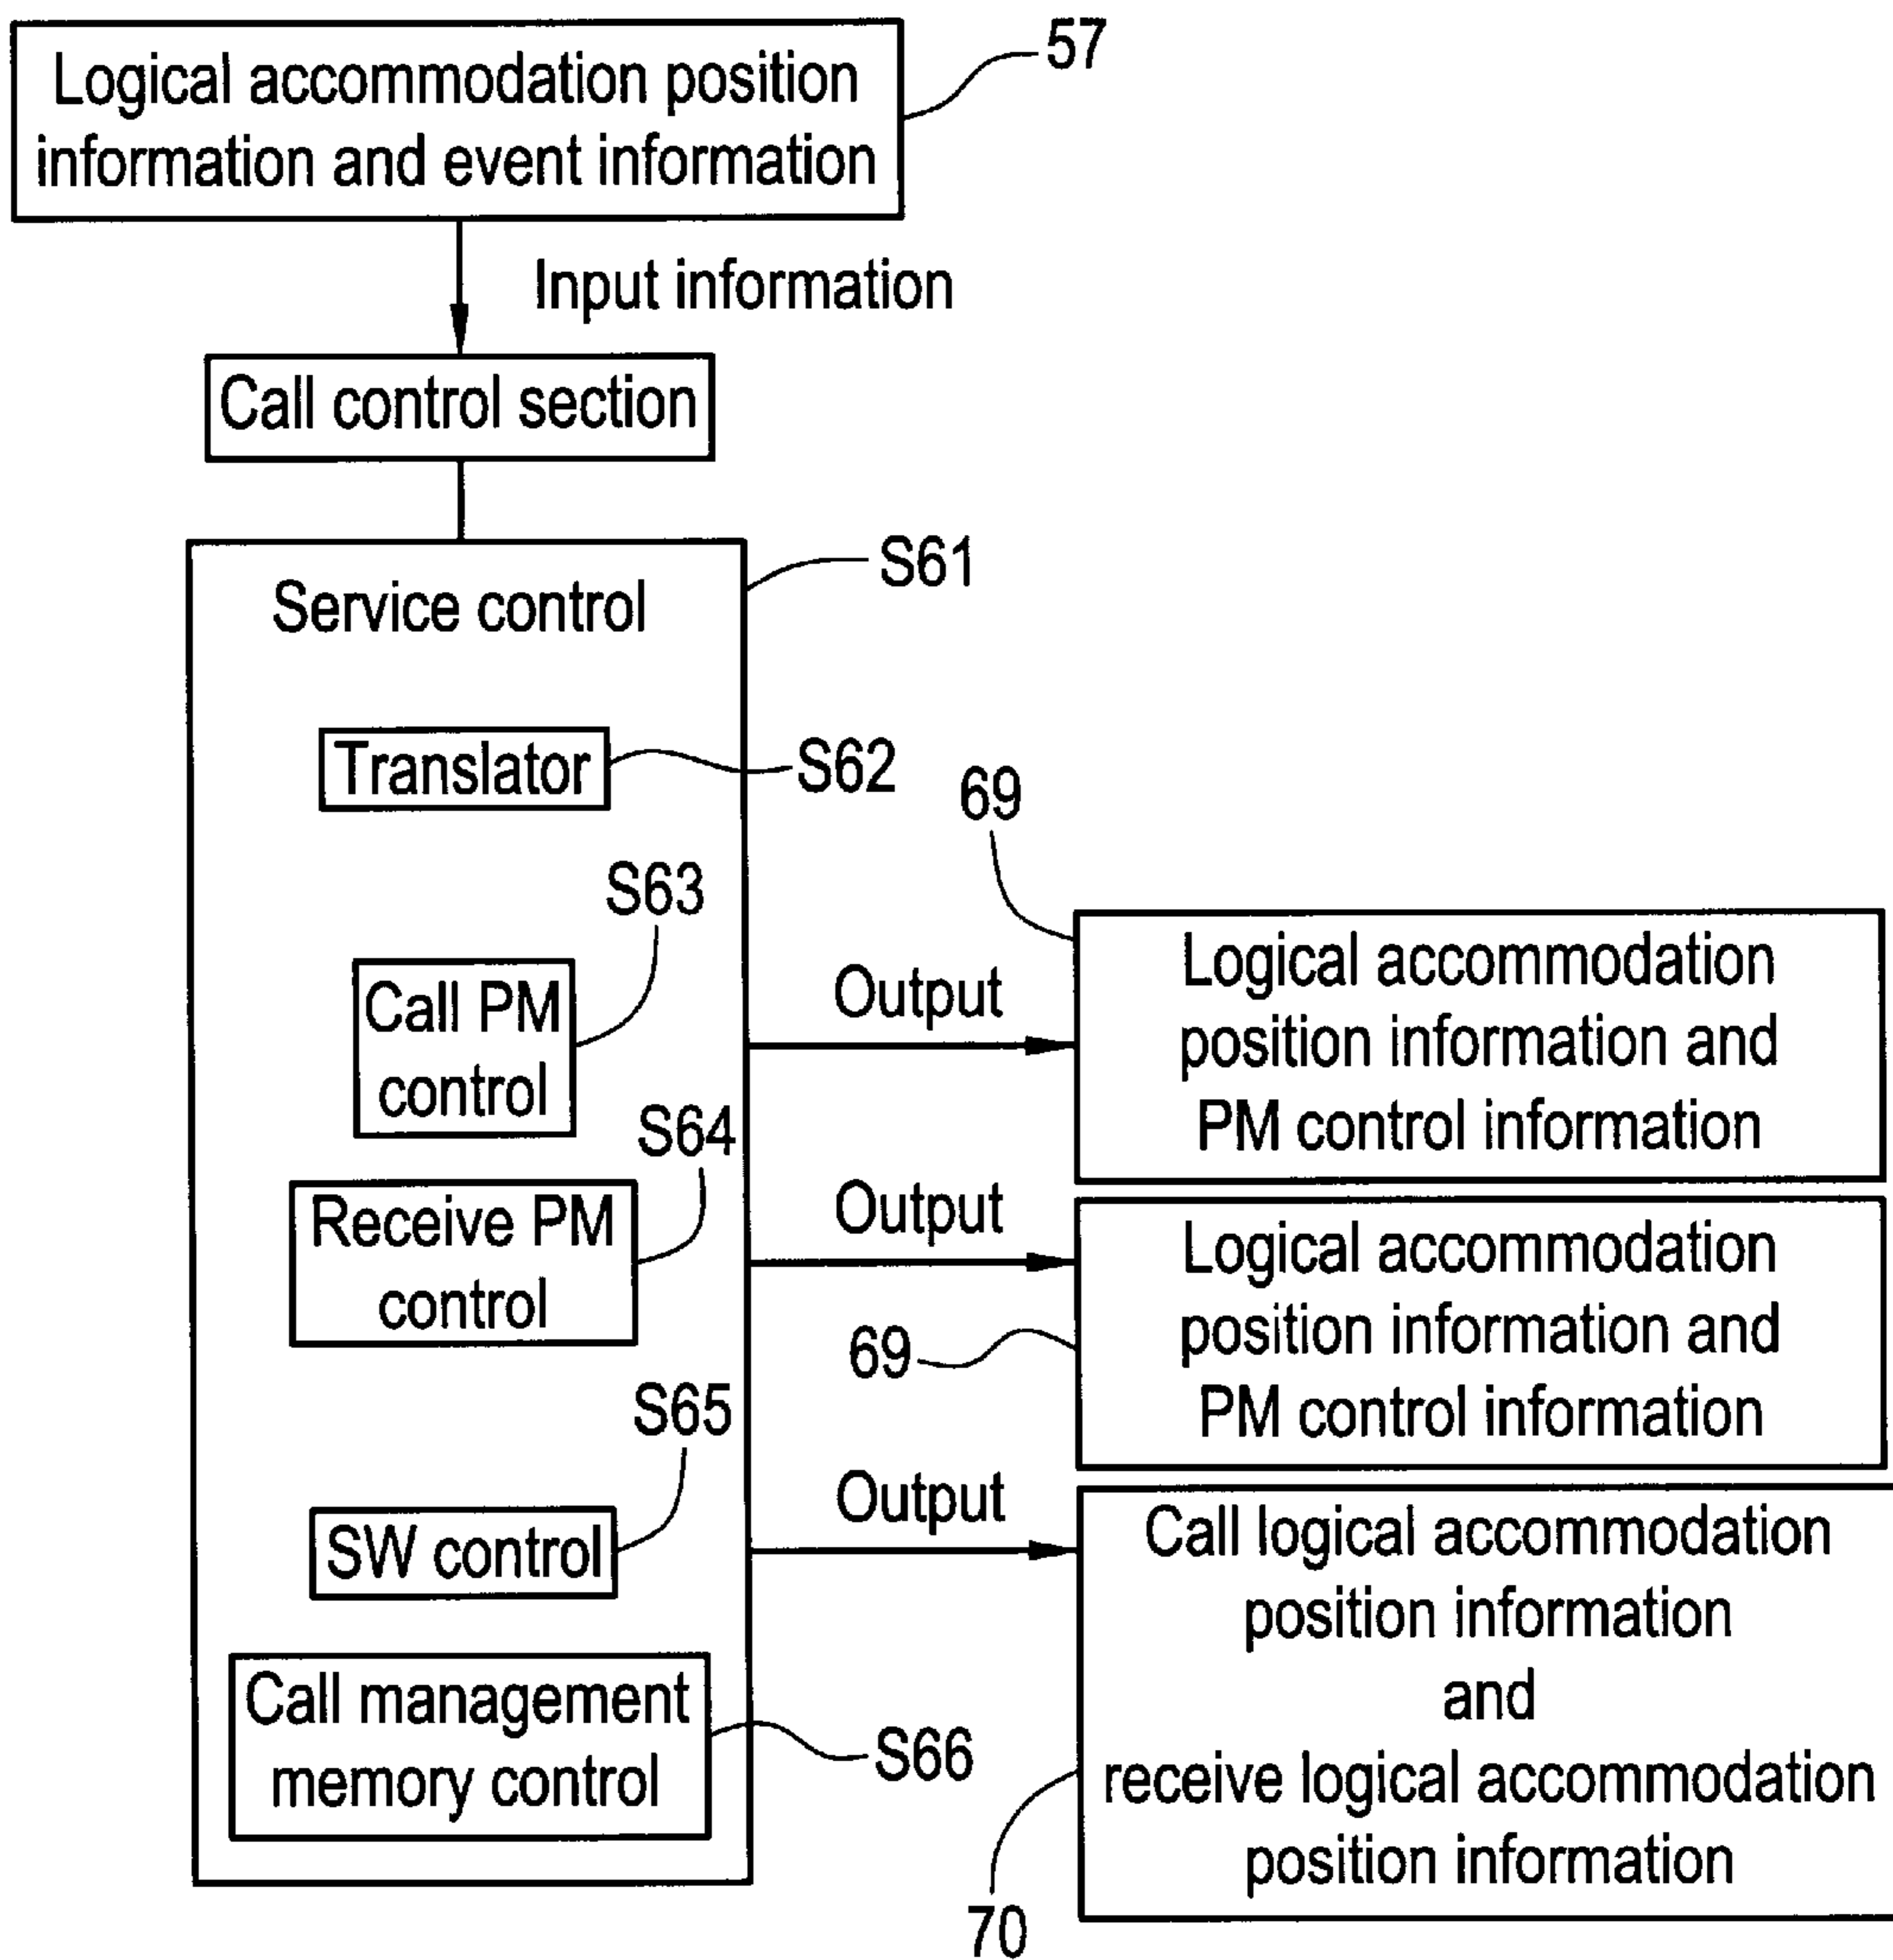 57
Logical accommodation position
information and event information
Input information
Call control section
S61
Service control
Translator
S62
69
S63
Call PM
control
Output
Logical accommodation
position information and
PM control information
S64
Receive PM
control
Output
Logical accommodation
position information and
PM control information
69
S65
SW control
Output
Call logical accommodation
position information
and
receive logical accommodation
position information
Call management
memory control
S66
70